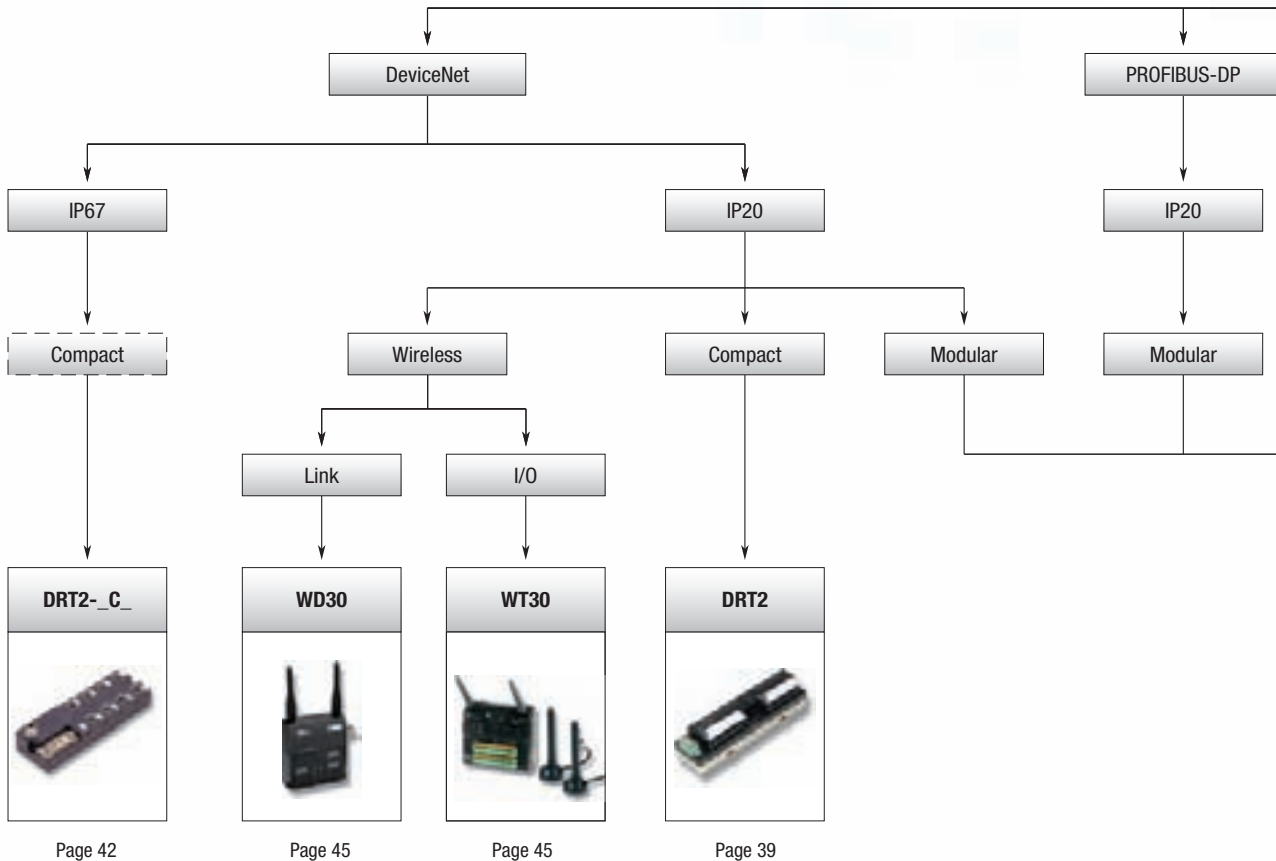 DeviceNet
PROFIBUS-DP
IP67
IP20
IP20
Compact
Wireless
Compact
Modular
Modular
Link
I/O
DRT2-_C_
WD30
WT30
DRT2
Page 42
Page 45
Page 45
Page 39